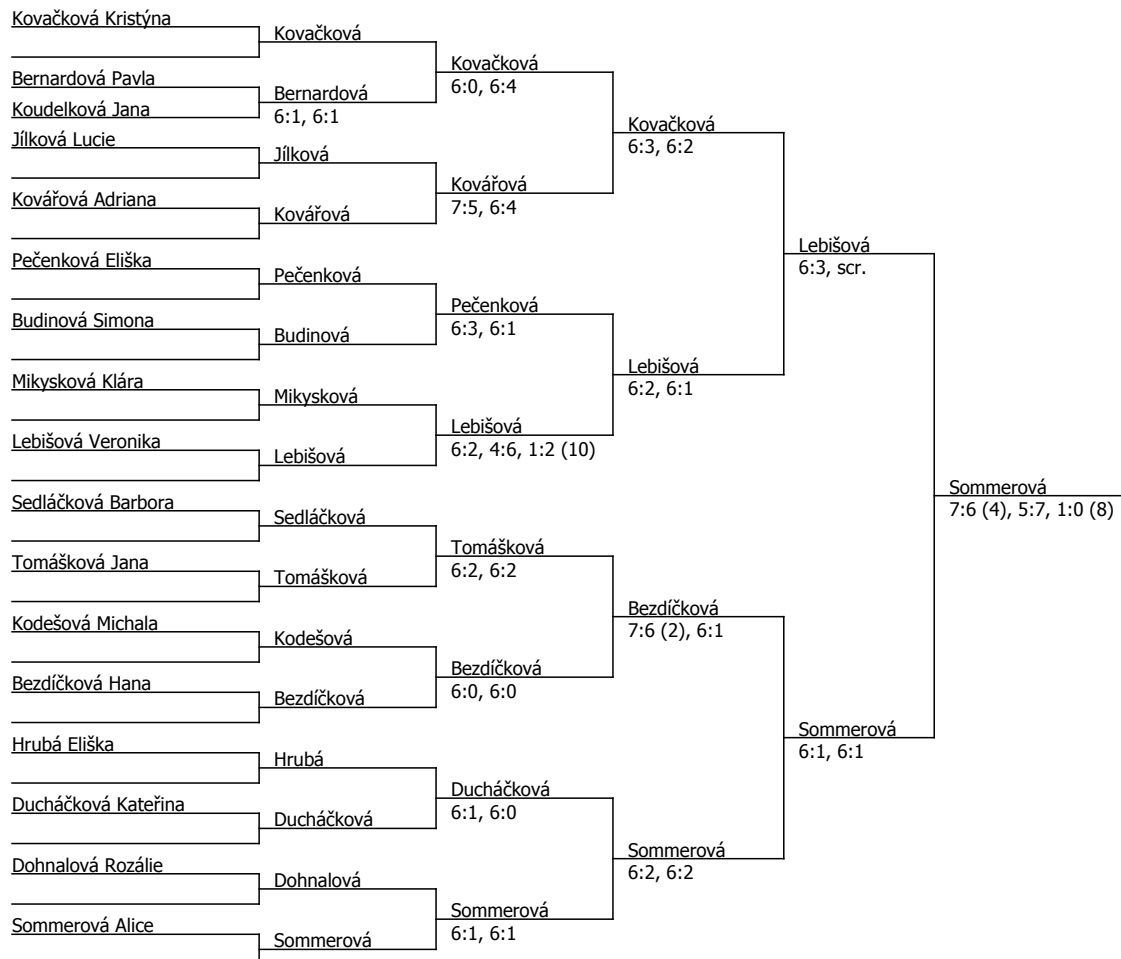 Kovačková Kristýna
Bernardová Pavla
Koudelková Jana
Jílková Lucie
Kovářová Adriana
Pečenková Eliška
Budinová Simona
Mikysková Klára
Lebišová Veronika
Sedláčková Barbora
Tomášková Jana
Kodešová Michala
Bezdíčková Hana
Hrubá Eliška
Ducháčková Kateřina
Dohnalová Rozálie
Sommerová Alice
Kovačková
Bernardová
6:1, 6:1
Jílková
Kovářová
Pečenková
Budinová
Mikysková
Lebišová
Sedláčková
Tomášková
Kodešová
Bezdíčková
Hrubá
Ducháčková
Dohnalová
Sommerová
Kovačková
6:0, 6:4
Kovářová
7:5, 6:4
Pečenková
6:3, 6:1
Lebišová
6:2, 4:6, 1:2 (10)
Tomášková
6:2, 6:2
Bezdíčková
6:0, 6:0
Ducháčková
6:1, 6:0
Sommerová
6:1, 6:1
Kovačková
6:3, 6:2
Lebišová
6:2, 6:1
Bezdíčková
7:6 (2), 6:1
Sommerová
6:2, 6:2
Lebišová
6:3, scr.
Sommerová
6:1, 6:1
Sommerová
7:6 (4), 5:7, 1:0 (8)